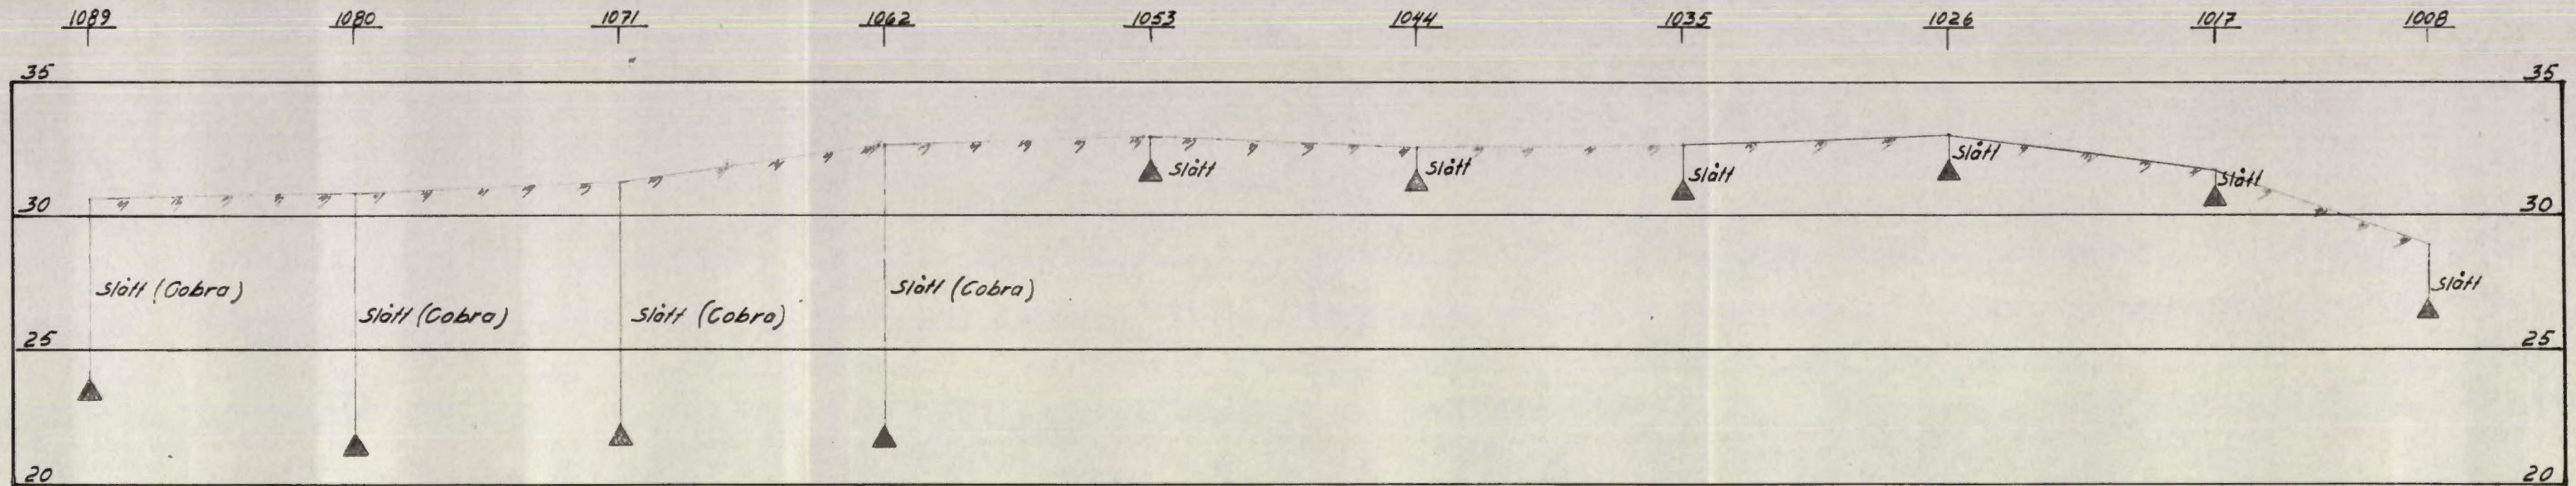 1089 1080 1071 1062 1053 1044 1035 1026 1017 1008
35 35
Slått Slått Slått Slått Slått
30 30
Slått (Cobra) Slått (Cobra) Slått
Slått (Cobra) Slått (Cobra)
25 25
20 20